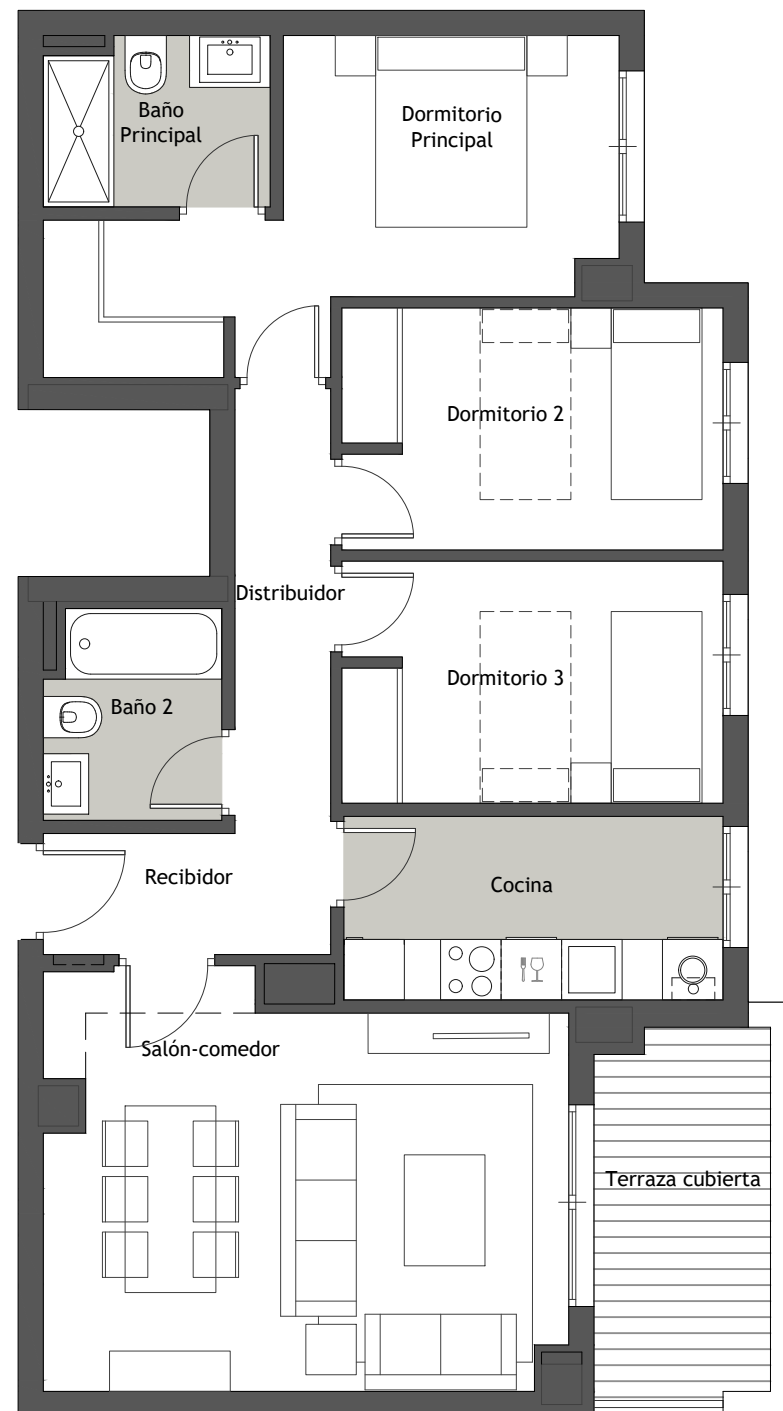 Baño
Principal
Dormitorio
Principal
Dormitorio 2
Distribuidor
Dormitorio 3
Baño 2
Recibidor
Cocina
Salón-comedor
Terraza cubierta